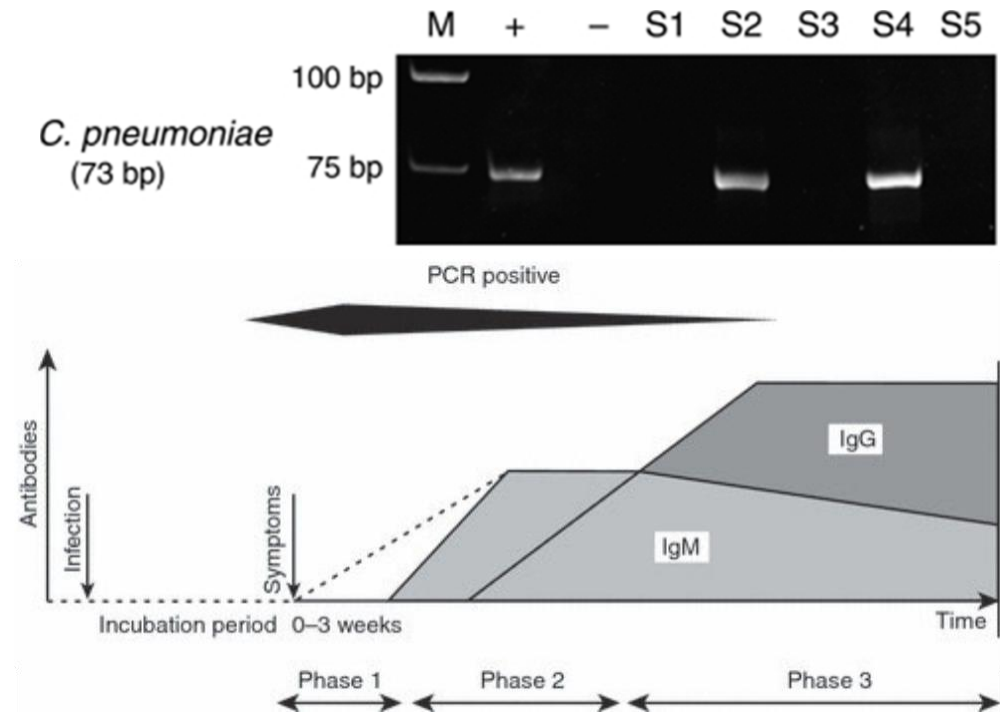 M + – S1 S2 S3 S4 S5
100 bp
C. pneumoniae
(73 bp)
75 bp
PCR positive
Antibodies
Infection
Symptoms
IgG
IgM
Time
Incubation period 0–3 weeks
Phase 1 Phase 2 Phase 3